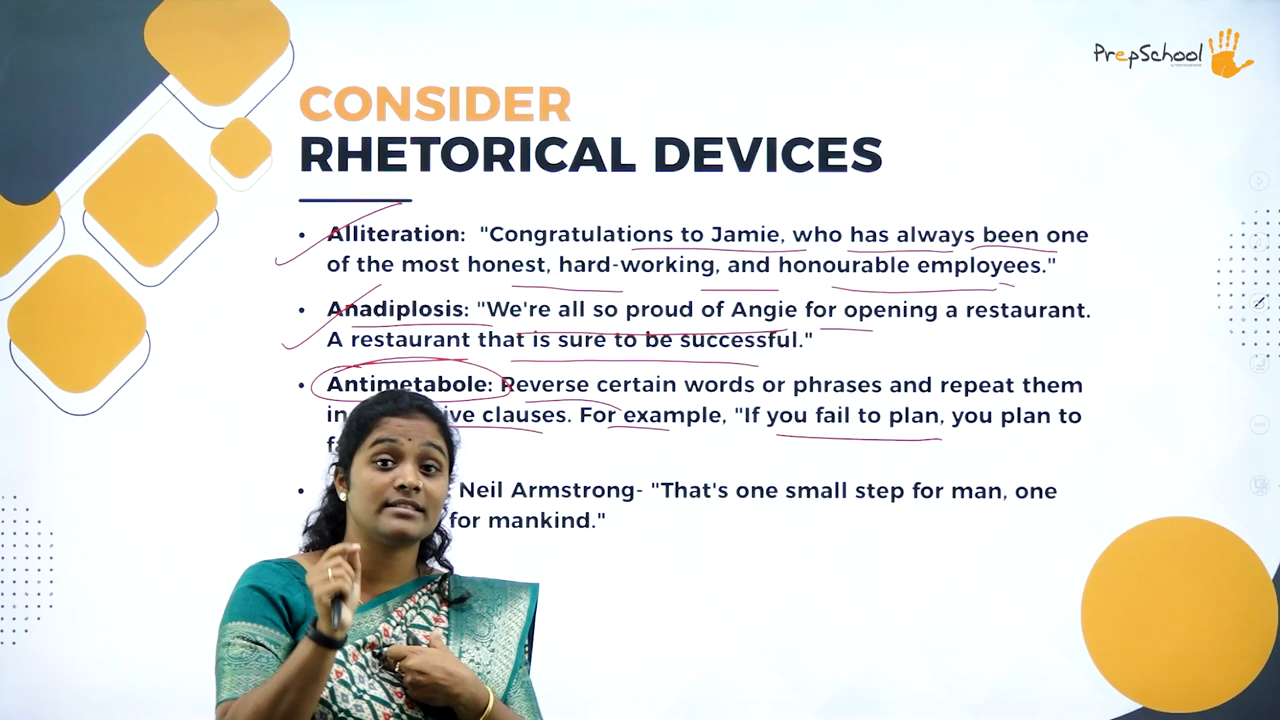 PrepSchool
CONSIDER
RHETORICAL DEVICES
• Alliteration: "Congratulations to Jamie, who has always been one
of the most honest, hard-working, and honourable employees."
• Anadiplosis: "We're all so proud of Angie for opening a restaurant.
A restaurant that is sure to be successful."
• Antimetabole: Reverse certain words or phrases and repeat them
in clauses. For example, "If you fail to plan, you plan to
• Neil Armstrong- "That's one small step for man, one
for mankind."